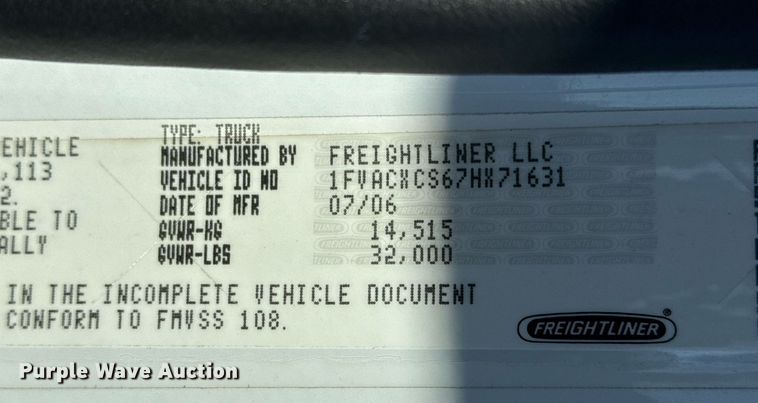 TYPE: TRUCK
EHICLE MANUFACTURED BY FREIGHTLINER LLC
,113 VEHICLE ID NO 1FVACXCS67HX71631
2. DATE OF MFR 07/06
BLE TO GVWR-KG 14,515
ALLY GVWR-LBS 32,000
IN THE INCOMPLETE VEHICLE DOCUMENT
CONFORM TO FMVSS 108.
FREIGHTLINER®
Purple Wave Auction